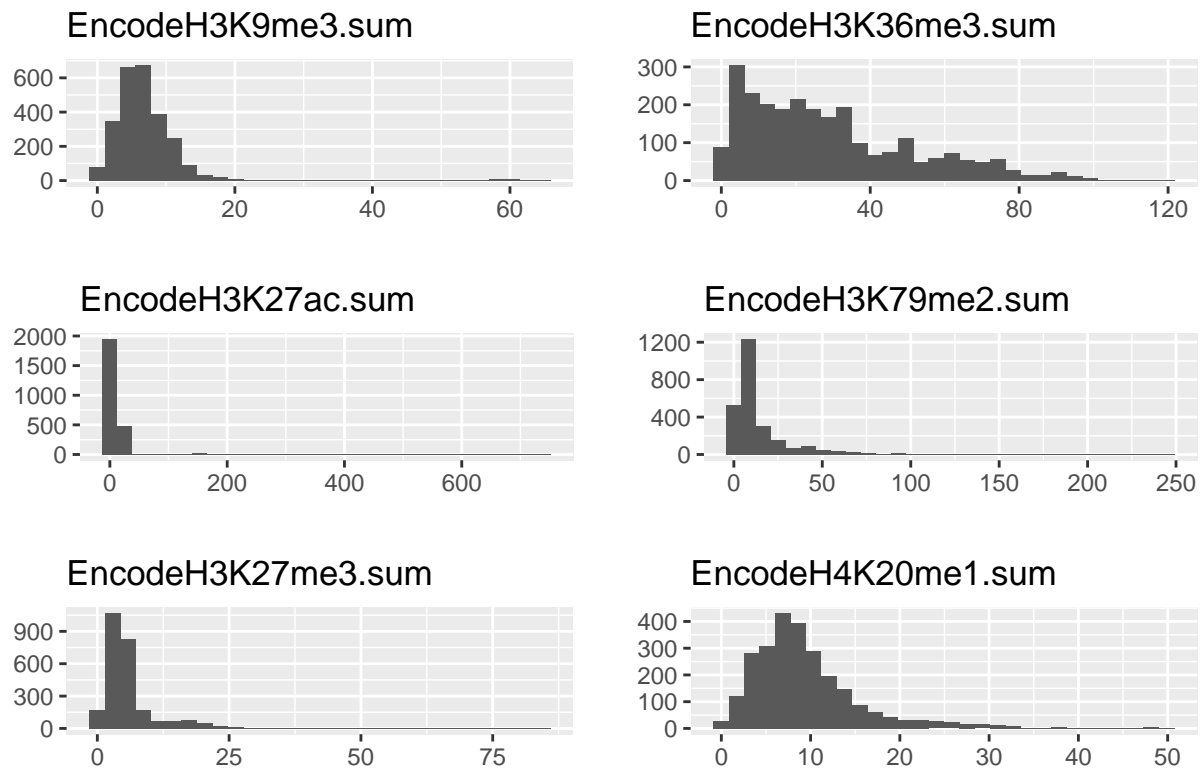 EncodeH3K9me3.sum
600
400
200
0
0 20 40 60
EncodeH3K36me3.sum
300
200
100
0
0 40 80 120
EncodeH3K27ac.sum
2000
1500
1000
500
0
0 200 400 600
EncodeH3K79me2.sum
1200
800
400
0
0 50 100 150 200 250
EncodeH3K27me3.sum
900
600
300
0
0 25 50 75
EncodeH4K20me1.sum
400
300
200
100
0
0 10 20 30 40 50